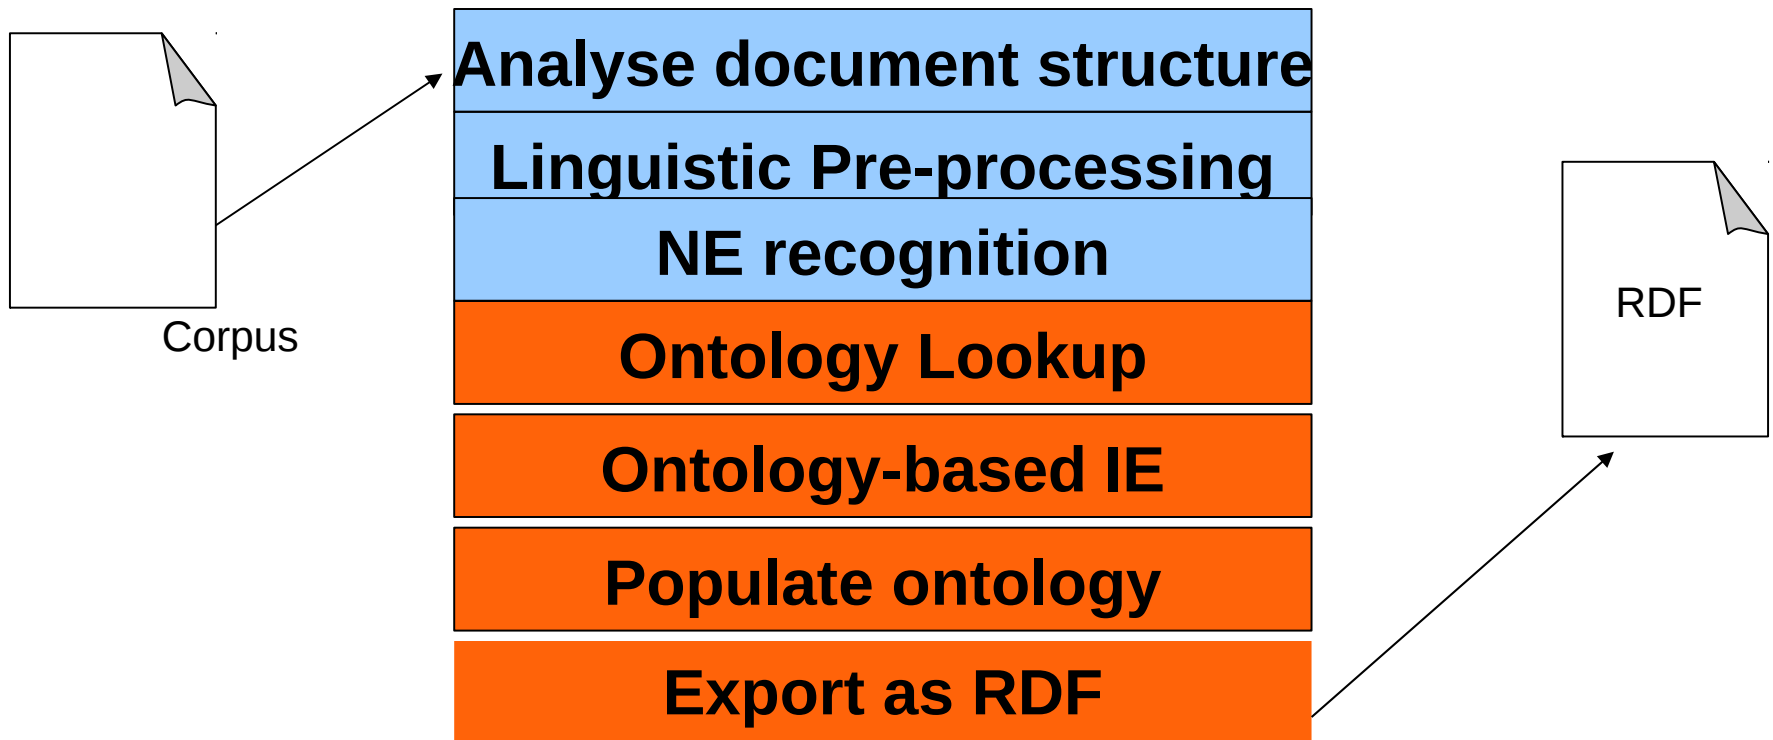 Analyse document structure
Linguistic Pre-processing
NE recognition
Ontology Lookup
Ontology-based IE
Populate ontology
Export as RDF
Corpus
RDF